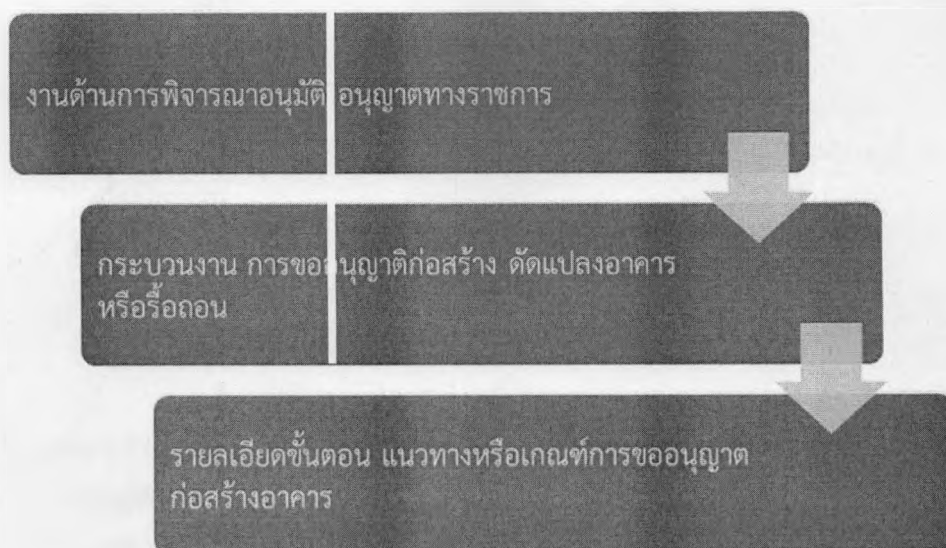 งานด้านการพิจารณาอนุมัติ อนุญาตทางราชการ
กระบวนงาน การขออนุญาติก่อสร้าง ดัดแปลงอาคาร
หรือรื้อถอน
รายลเอียดขั้นตอน แนวทางหรือเกณฑ์การขออนุญาต
ก่อสร้างอาคาร